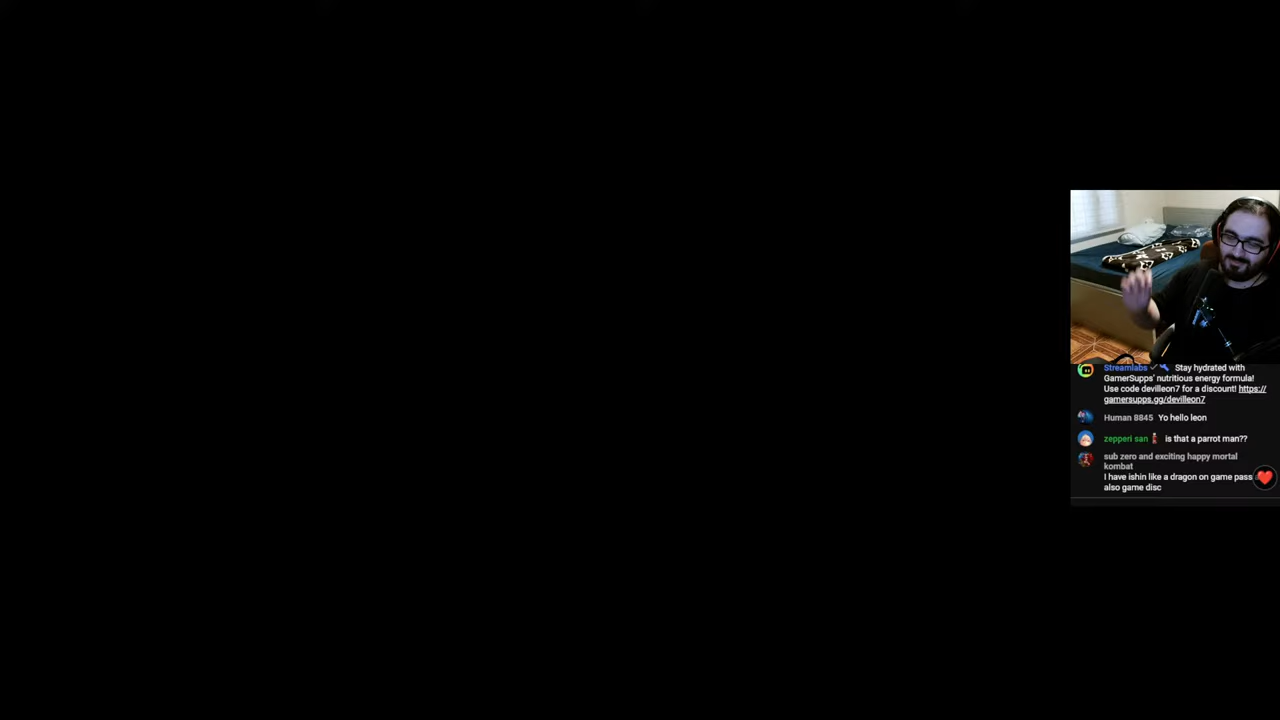 Streamlabs Stay hydrated with
GamerSupps' nutritious energy formula!
Use code devilleon7 for a discount! https://
gamersupps.gg/devilleon7
Human 8845 Yo hello leon
zepperi san is that a parrot man??
sub zero and exciting happy mortal
kombat
I have ishin like a dragon on game pass
also game disc